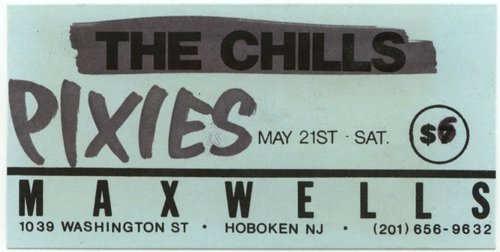 THE CHILLS
PIXIES
MAY 21ST · SAT.
$6
MAXWELLS
1039 WASHINGTON ST · HOBOKEN NJ · (201) 656-9632